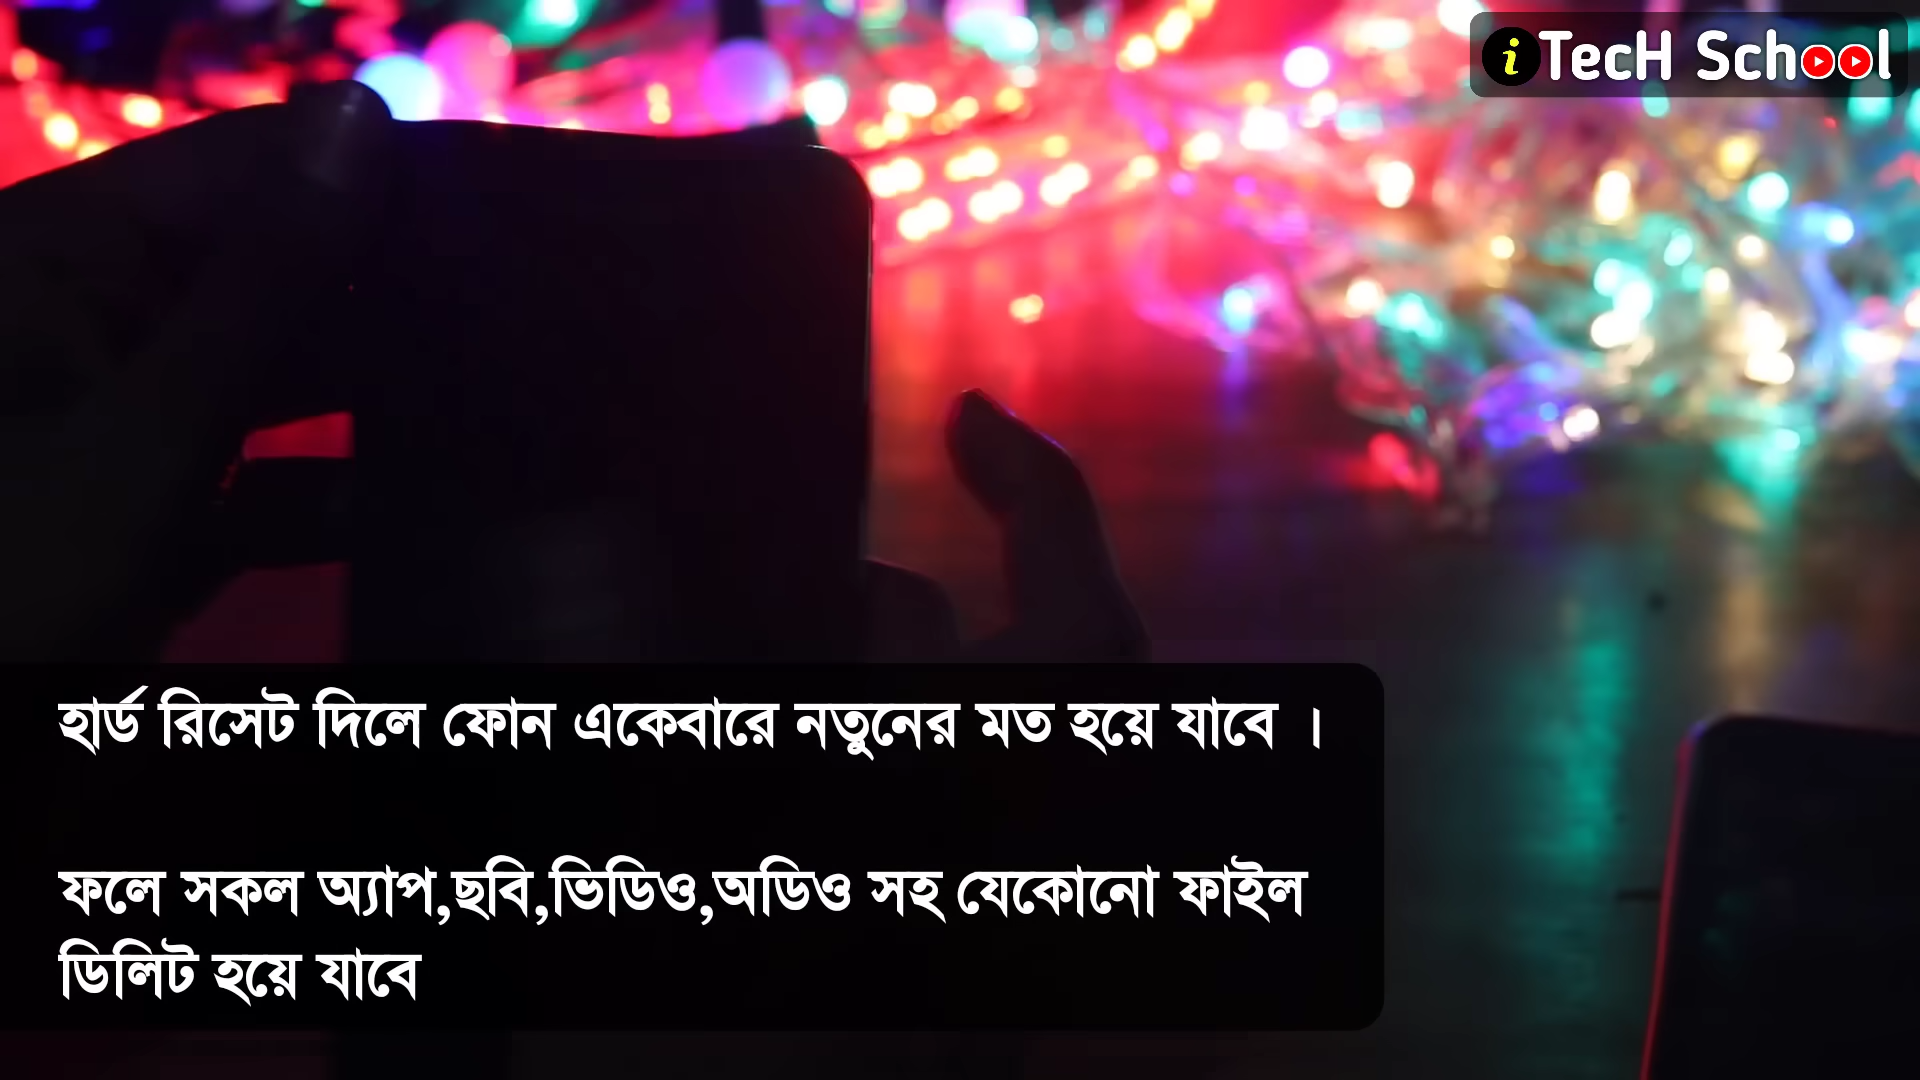 iTecH School
হার্ড রিসেট দিলে ফোন একেবারে নতুনের মত হয়ে যাবে ।
ফলে সকল অ্যাপ,ছবি,ভিডিও,অডিও সহ যেকোনো ফাইল
ডিলিট হয়ে যাবে